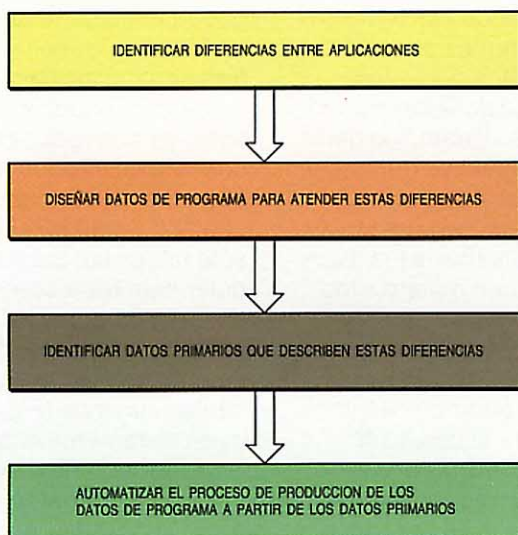 IDENTIFICAR DIFERENCIAS ENTRE APLICACIONES
DISEÑAR DATOS DE PROGRAMA PARA ATENDER ESTAS DIFERENCIAS
IDENTIFICAR DATOS PRIMARIOS QUE DESCRIBEN ESTAS DIFERENCIAS
AUTOMATIZAR EL PROCESO DE PRODUCCION DE LOS
DATOS DE PROGRAMA A PARTIR DE LOS DATOS PRIMARIOS